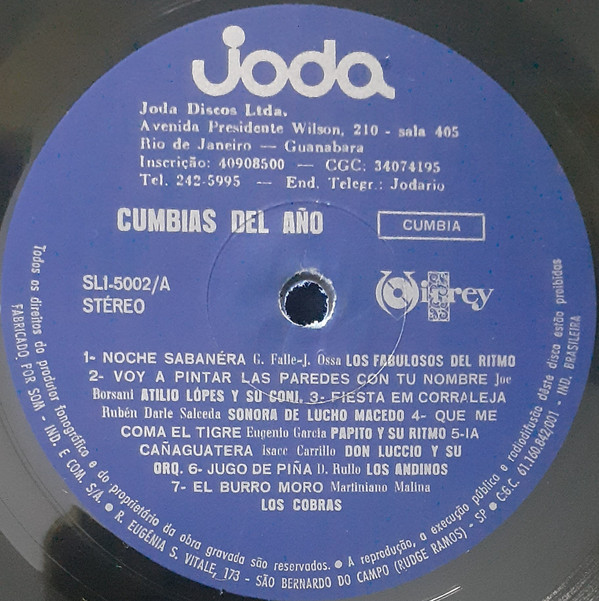 Joda
Joda Discos Ltda.
Avenida Presidente Wilson, 210 - sala 405
Rio de Janeiro — Guanabara
Inscrição: 40908500 — CGC: 34074195
Tel. 242-5995 — End. Telegr.: Jodario
CUMBIAS DEL AÑO
CUMBIA
SLI-5002/A
STÉREO
Virrey
1- NOCHE SABANÉRA G. Falle-J. Ossa LOS FABULOSOS DEL RITMO
2- VOY A PINTAR LAS PAREDES CON TU NOMBRE Joe
Borsani ATILIO LÓPES Y SU CONJ. 3- FIESTA EM CORRALEJA
Rubén Darle Salceda SONORA DE LUCHO MACEDO 4- QUE ME
COMA EL TIGRE Eugenio Garcia PAPITO Y SU RITMO 5-IA
CAÑAGUATERA Isacc Carrillo DON LUCCIO Y SU
ORQ. 6- JUGO DE PIÑA D. Rullo LOS ANDINOS
7- EL BURRO MORO Martiniano Malina
LOS COBRAS
Todos os direitos do produtor fonográfico e do proprietário da obra gravada são reservados. ● A reprodução, a execução pública e radiodifusão dêste disco estão proibidas
FABRICADO POR SOM - IND. E COM. S/A. ● R. EUGÊNIA S. VITALE, 173 - SÃO BERNARDO DO CAMPO (RUDGE RAMOS) - SP ● C.G.C. 61.160.842/001 - IND. BRASILEIRA